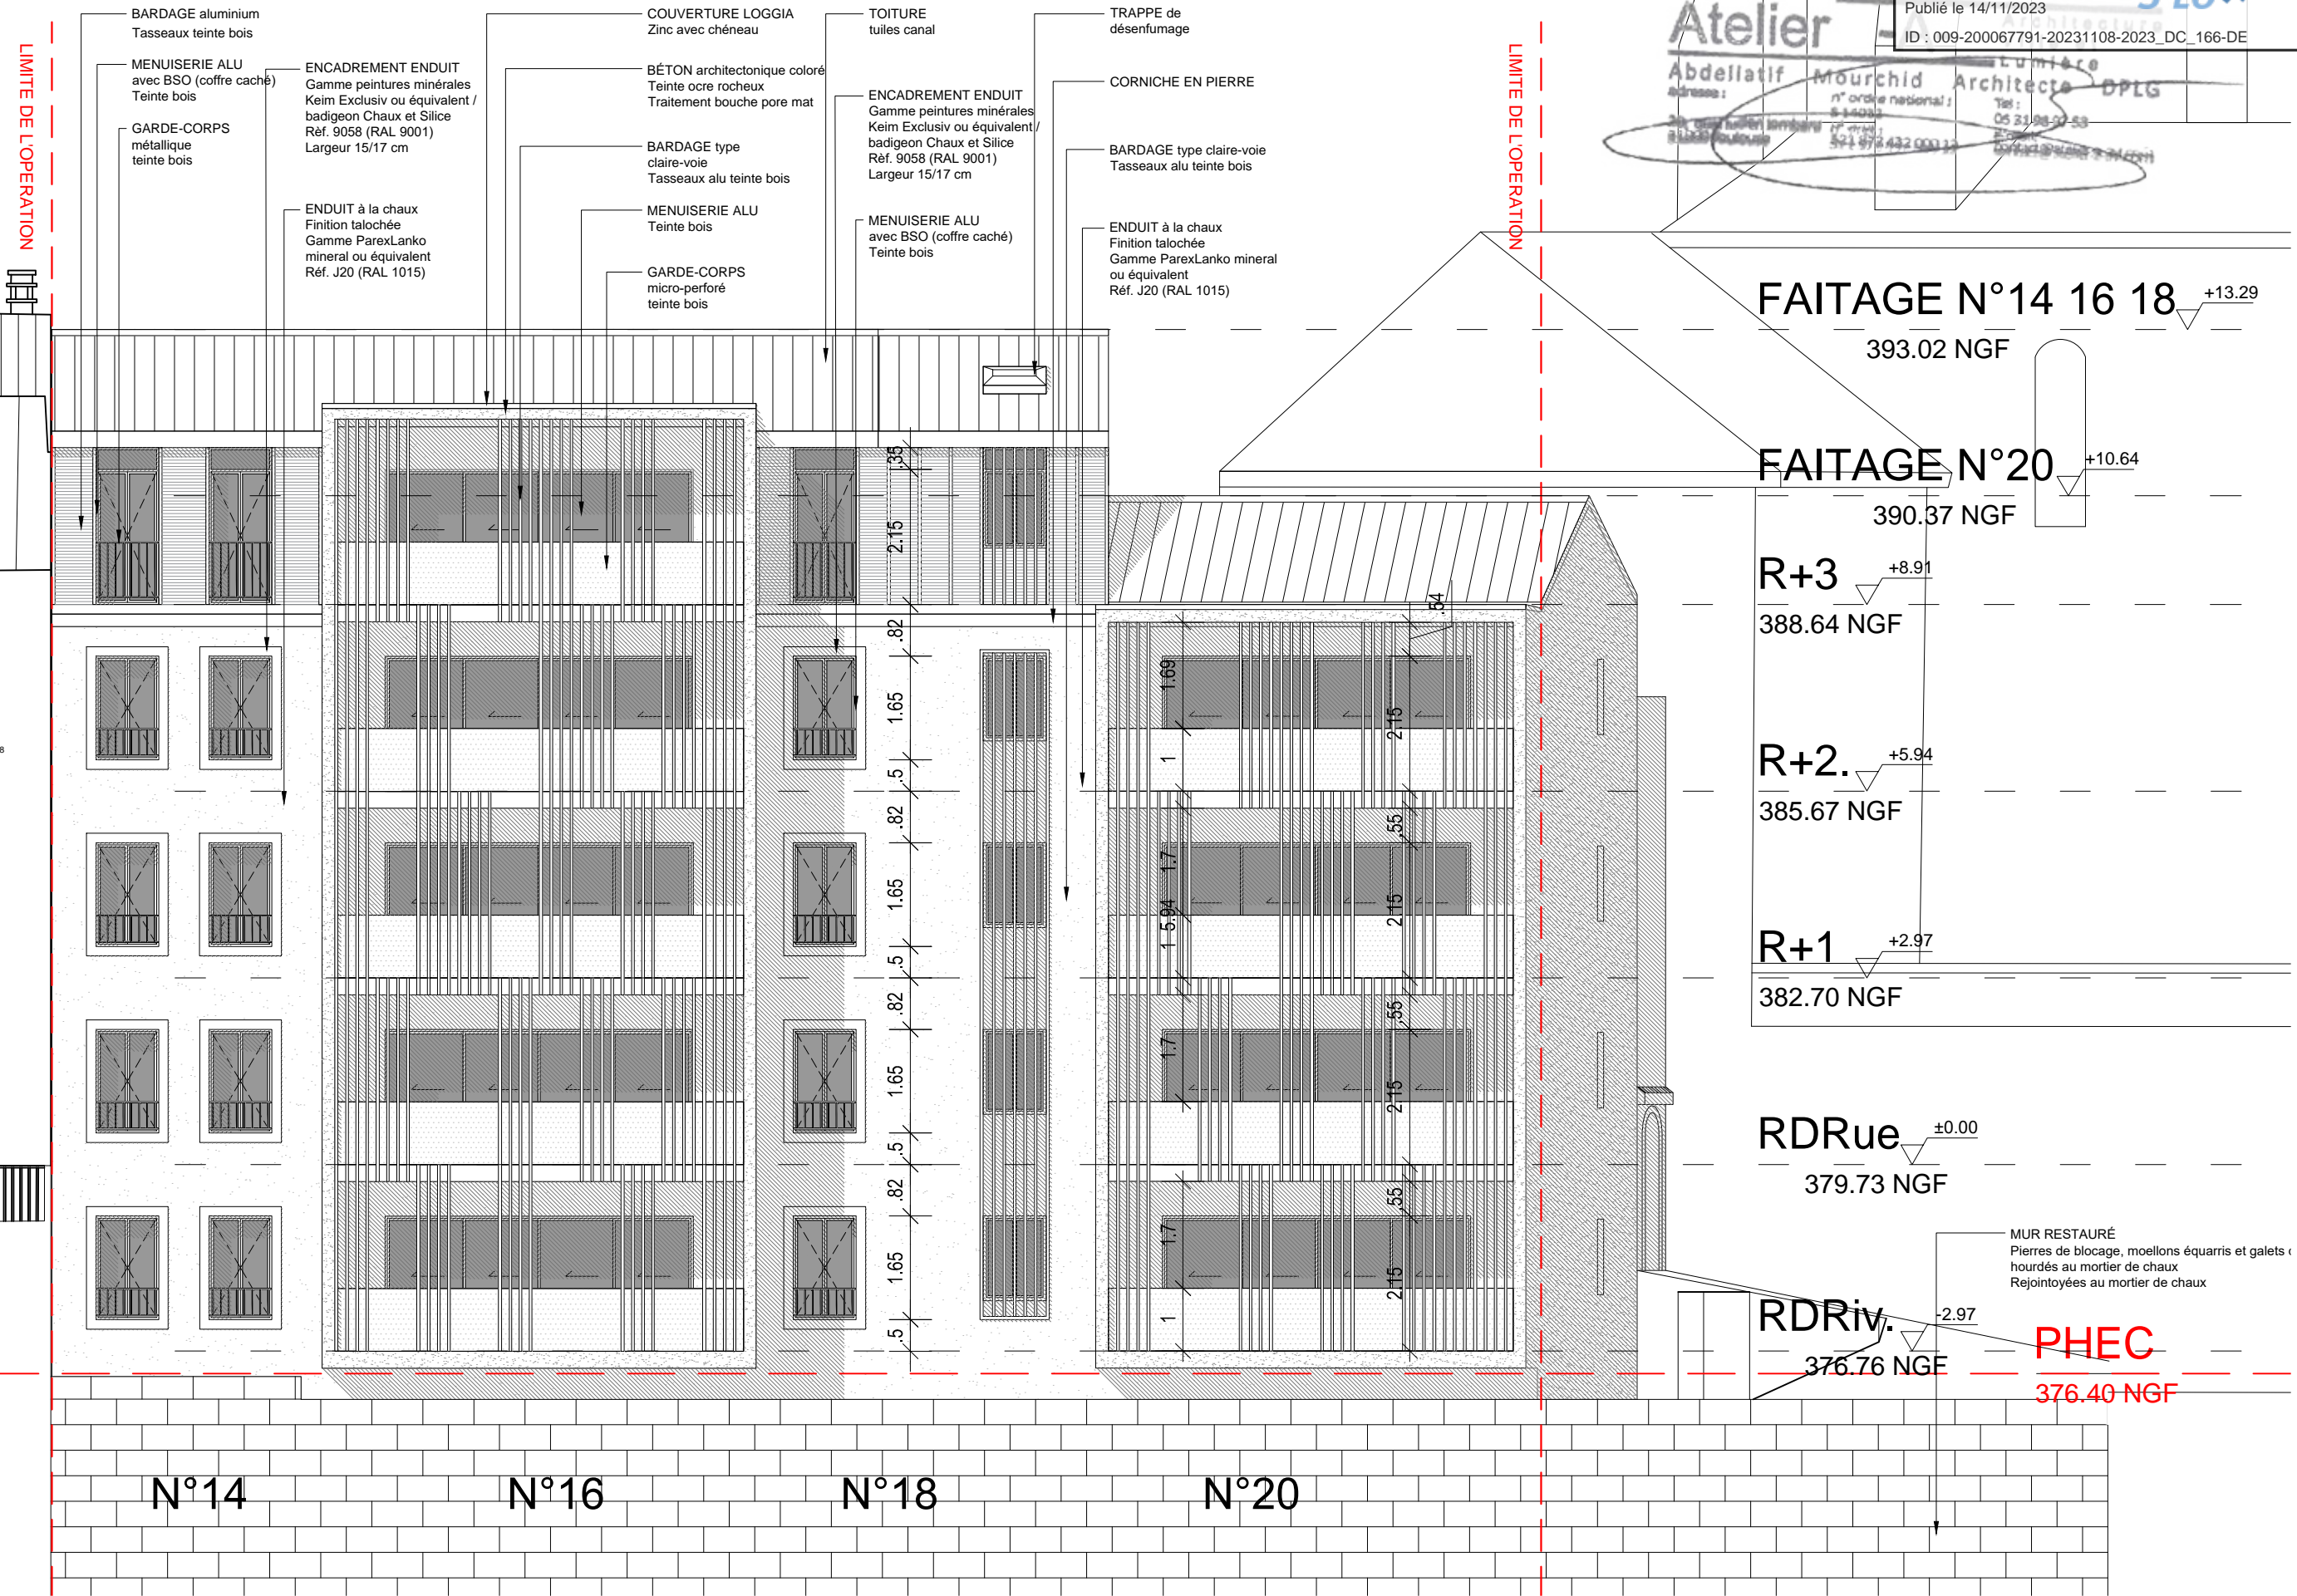 BARDAGE aluminium
Tasseaux teinte bois
MENUISERIE ALU
avec BSO (coffre caché)
Teinte bois
GARDE-CORPS
métallique
teinte bois
ENCADREMENT ENDUIT
Gamme peintures minérales
Keim Exclusiv ou équivalent /
badigeon Chaux et Silice
Rèf. 9058 (RAL 9001)
Largeur 15/17 cm
ENDUIT à la chaux
Finition talochée
Gamme ParexLanko
mineral ou équivalent
Réf. J20 (RAL 1015)
COUVERTURE LOGGIA
Zinc avec chéneau
BÉTON architectonique coloré
Teinte ocre rocheux
Traitement bouche pore mat
BARDAGE type
claire-voie
Tasseaux alu teinte bois
MENUISERIE ALU
Teinte bois
GARDE-CORPS
micro-perforé
teinte bois
TOITURE
tuiles canal
ENCADREMENT ENDUIT
Gamme peintures minérales
Keim Exclusiv ou équivalent /
badigeon Chaux et Silice
Rèf. 9058 (RAL 9001)
Largeur 15/17 cm
MENUISERIE ALU
avec BSO (coffre caché)
Teinte bois
TRAPPE de
désenfumage
CORNICHE EN PIERRE
BARDAGE type claire-voie
Tasseaux alu teinte bois
ENDUIT à la chaux
Finition talochée
Gamme ParexLanko mineral
ou équivalent
Réf. J20 (RAL 1015)
LIMITE DE L'OPERATION
LIMITE DE L'OPERATION
Publié le 14/11/2023
ID : 009-200067791-20231108-2023_DC_166-DE
Atelier
Architecture
Lumière
Abdellatif Mourchid Architecte DPLG
adresse :
n° ordre national :
Tel :
FAITAGE N°14 16 18
+13.29
393.02 NGF
FAITAGE N°20
+10.64
390.37 NGF
R+3
+8.91
388.64 NGF
R+2.
+5.94
385.67 NGF
R+1
+2.97
382.70 NGF
RDRue
±0.00
379.73 NGF
MUR RESTAURÉ
Pierres de blocage, moellons équarris et galets
hourdés au mortier de chaux
Rejointoyées au mortier de chaux
RDRiv.
-2.97
376.76 NGF
PHEC
376.40 NGF
.35
2.15
.82
1.65
.5
.82
1.65
.5
.82
1.65
.5
.82
1.65
.5
1.69
1
1.7
5.94
1
1.7
1.7
1
.54
2.15
.55
2.15
.55
2.15
.55
2.15
8
N°14
N°16
N°18
N°20